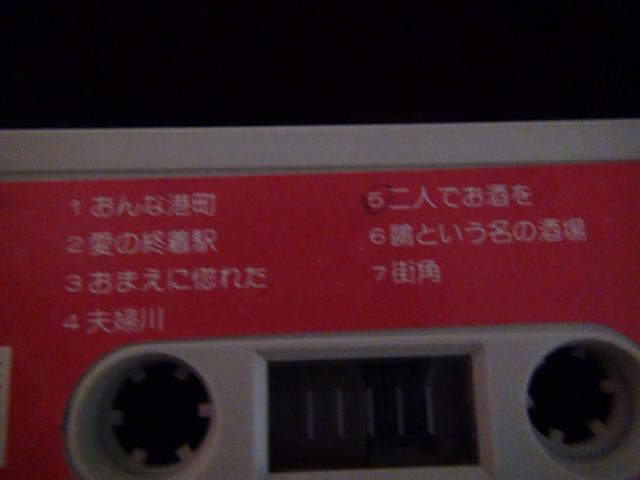 1 おんな港町
2 愛の終着駅
3 おまえに惚れた
4 夫婦川
5 二人でお酒を
6 鷗という名の酒場
7 街角